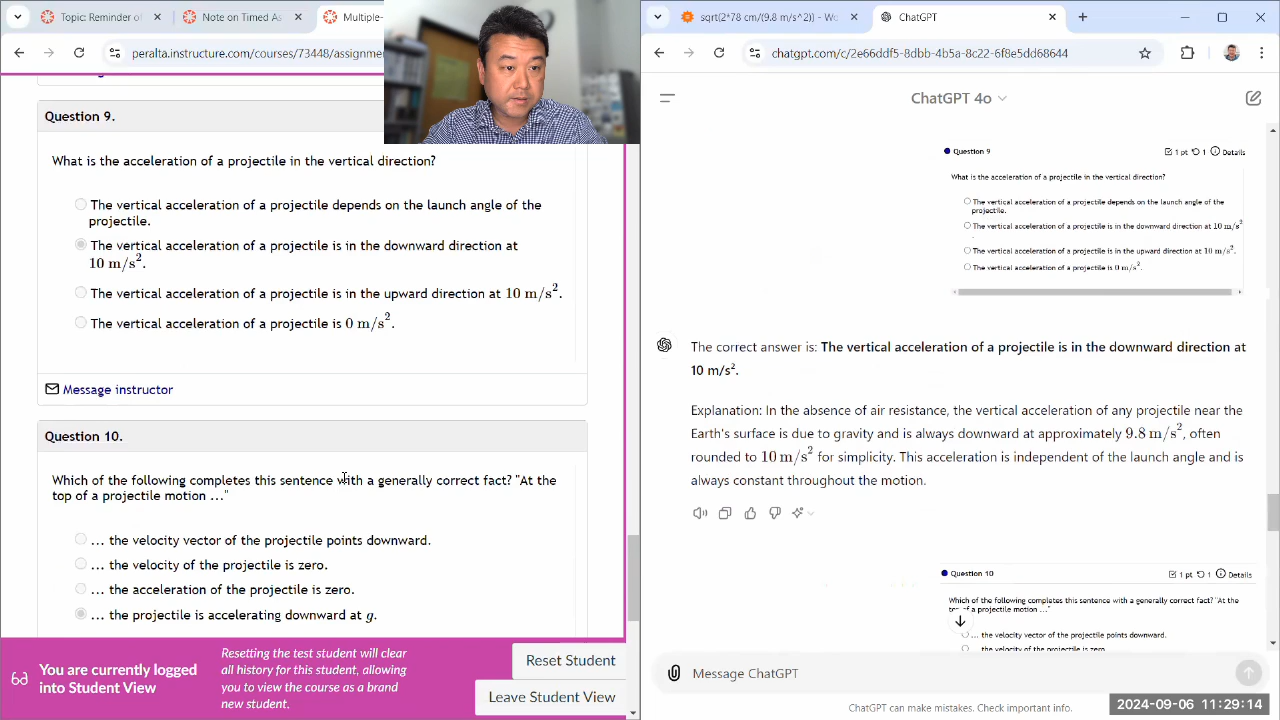 Topic Reminder of
Note on Timed As
Multiple-
peralta.instructure.com/courses/73448/assignme
Question 9.
What is the acceleration of a projectile in the vertical direction?
The vertical acceleration of a projectile depends on the launch angle of the
projectile.
The vertical acceleration of a projectile is in the downward direction at
10 m/s².
The vertical acceleration of a projectile is in the upward direction at 10 m/s².
The vertical acceleration of a projectile is 0 m/s².
Message instructor
Question 10.
Which of the following completes this sentence with a generally correct fact? "At the
top of a projectile motion ..."
... the velocity vector of the projectile points downward.
... the velocity of the projectile is zero.
... the acceleration of the projectile is zero.
... the projectile is accelerating downward at g.
You are currently logged
into Student View
Resetting the test student will clear
all history for this student, allowing
you to view the course as a brand
new student.
Reset Student
Leave Student View
sqrt(2*78 cm/(9.8 m/s^2)) - Wo
ChatGPT
chatgpt.com/c/2e66ddf5-8dbb-4b5a-8c22-6f8e5dd68644
ChatGPT 4o
Question 9
1 pt
1
Details
What is the acceleration of a projectile in the vertical direction?
The vertical acceleration of a projectile depends on the launch angle of the
projectile.
The vertical acceleration of a projectile is in the downward direction at 10 m/s²
.
The vertical acceleration of a projectile is in the upward direction at 10 m/s².
The vertical acceleration of a projectile is 0 m/s².
The correct answer is: The vertical acceleration of a projectile is in the downward direction at
10 m/s².
Explanation: In the absence of air resistance, the vertical acceleration of any projectile near the
Earth's surface is due to gravity and is always downward at approximately 9.8 m/s², often
rounded to 10 m/s² for simplicity. This acceleration is independent of the launch angle and is
always constant throughout the motion.
Question 10
1 pt
1
Details
Which of the following completes this sentence with a generally correct fact? "At the
top of a projectile motion ..."
... the velocity vector of the projectile points downward.
... the velocity of the projectile is zero
Message ChatGPT
ChatGPT can make mistakes. Check important info.
2024-09-06 11:29:14